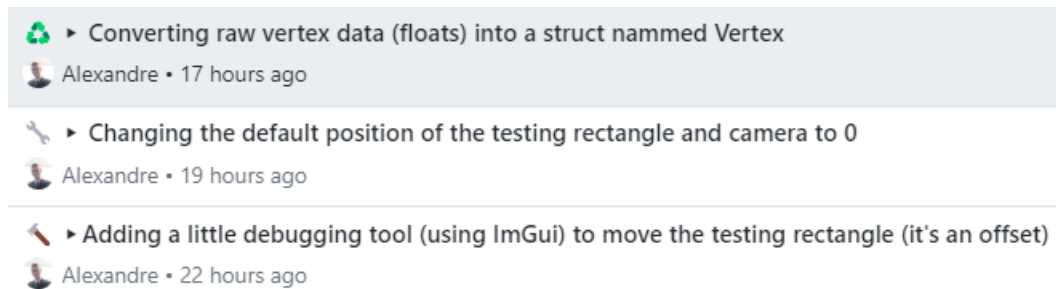 ♻️ ▸ Converting raw vertex data (floats) into a struct nammed Vertex
Alexandre • 17 hours ago
🔧 ▸ Changing the default position of the testing rectangle and camera to 0
Alexandre • 19 hours ago
🔨 ▸Adding a little debugging tool (using ImGui) to move the testing rectangle (it's an offset)
Alexandre • 22 hours ago